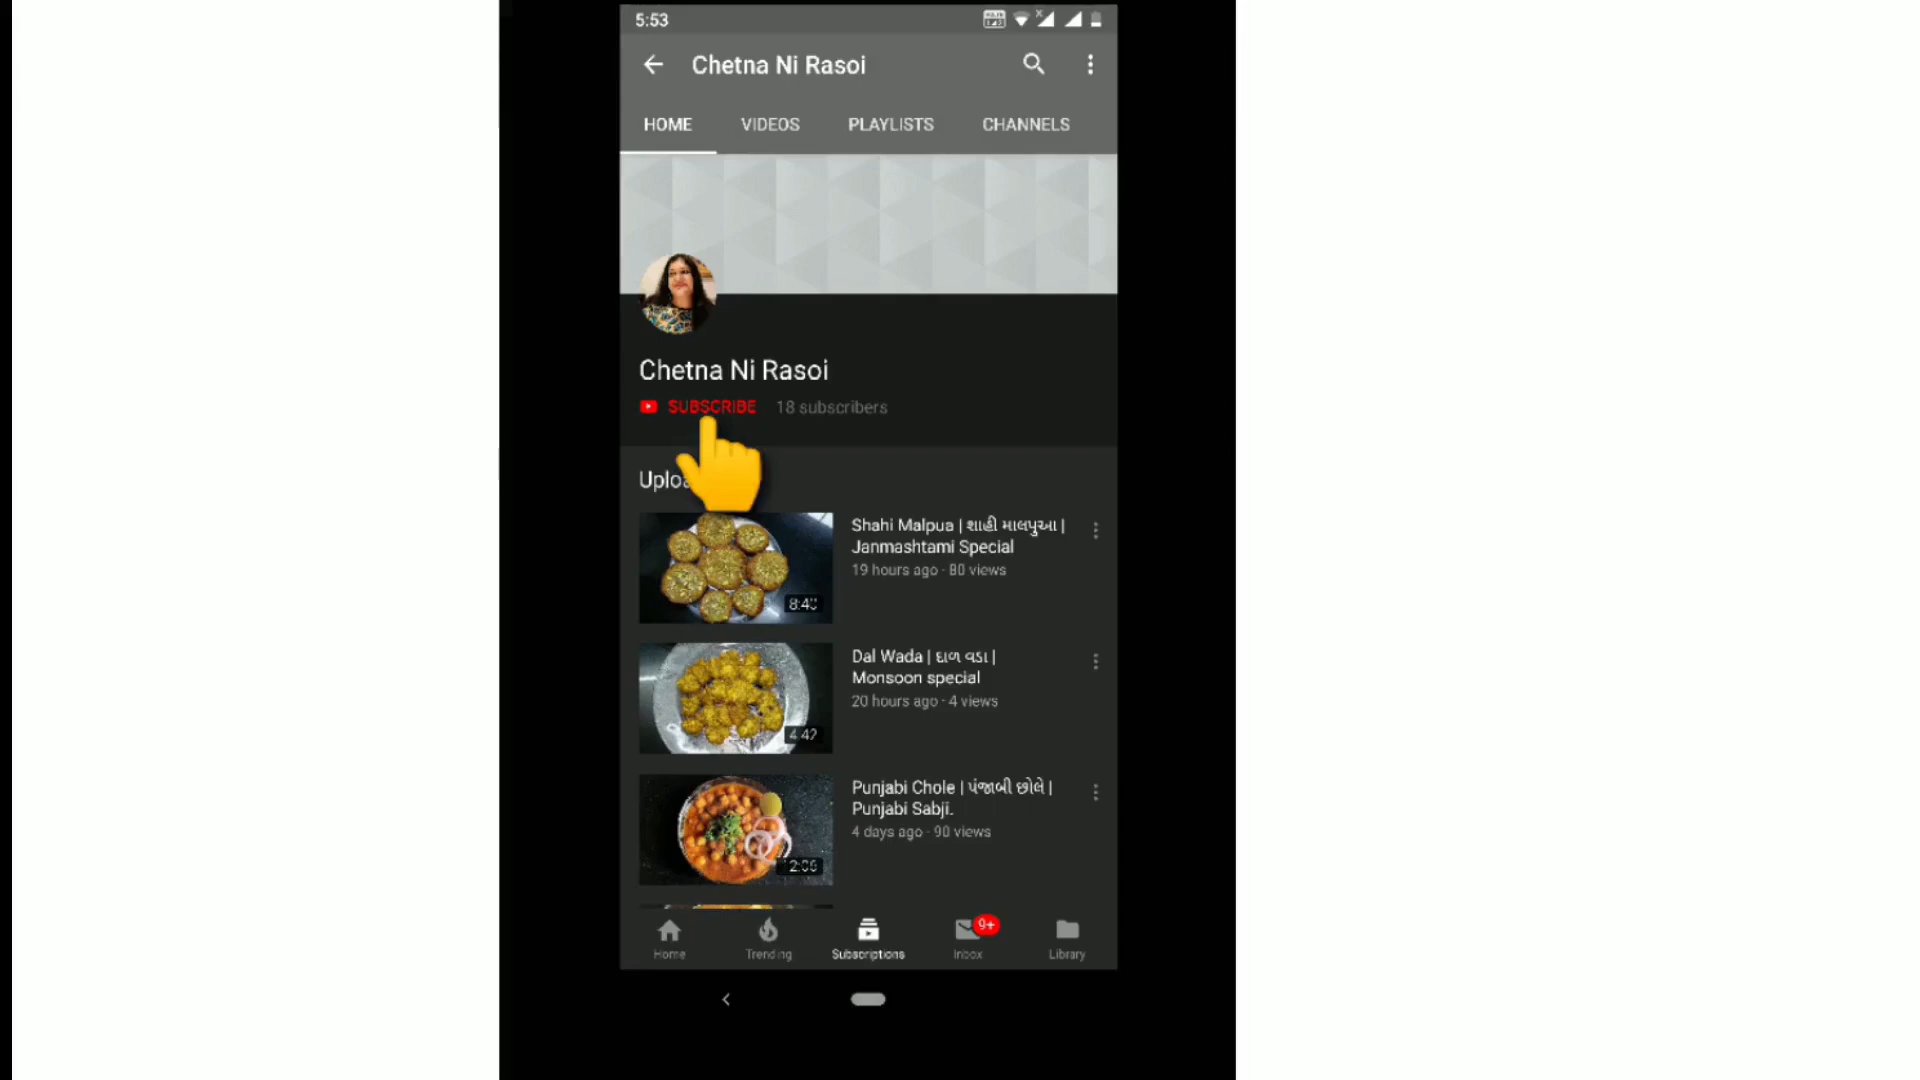 5:53
Chetna Ni Rasoi
HOME VIDEOS PLAYLISTS CHANNELS
Chetna Ni Rasoi
SUBSCRIBE 18 subscribers
Shahi Malpua | શાહી માલપુઆ |
Janmashtami Special
19 hours ago · 80 views
Dal Wada | દાળ વડા |
Monsoon special
20 hours ago · 4 views
4:42
Punjabi Chole | પંજાબી છોલે |
Punjabi Sabji.
4 days ago · 90 views
Home Trending Subscriptions Inbox 9+ Library